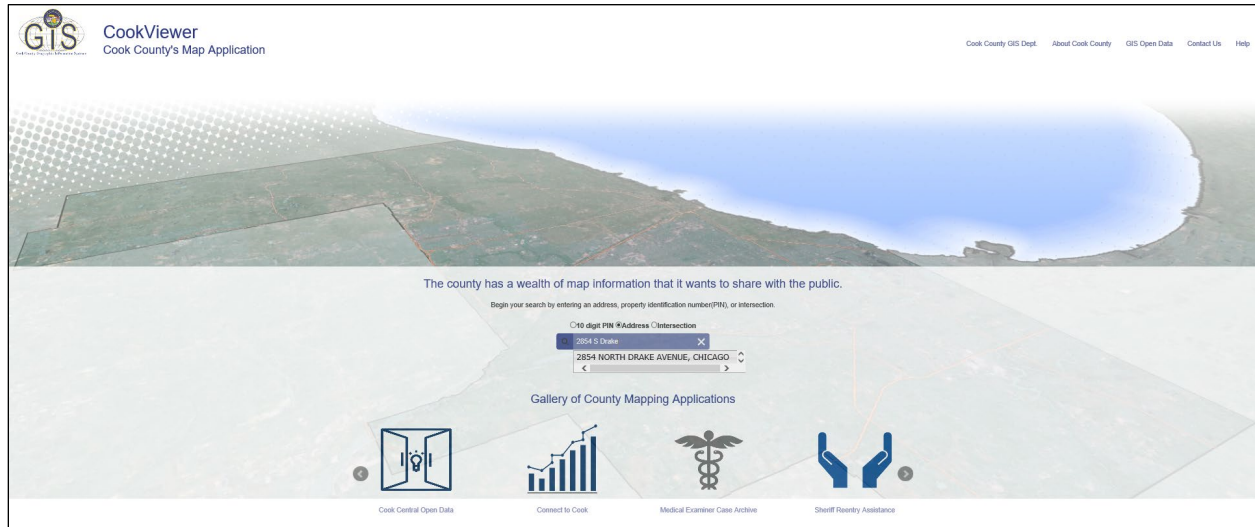 GIS
CookViewer
Cook County's Map Application
Cook County GIS Dept. About Cook County GIS Open Data Contact Us Help
The county has a wealth of map information that it wants to share with the public.
Begin your search by entering an address, property identification number(PIN), or intersection.
10 digit PIN Address Intersection
2854 S Drake
2854 NORTH DRAKE AVENUE, CHICAGO
Gallery of County Mapping Applications
Cook Central Open Data Connect to Cook Medical Examiner Case Archive Sheriff Reentry Assistance